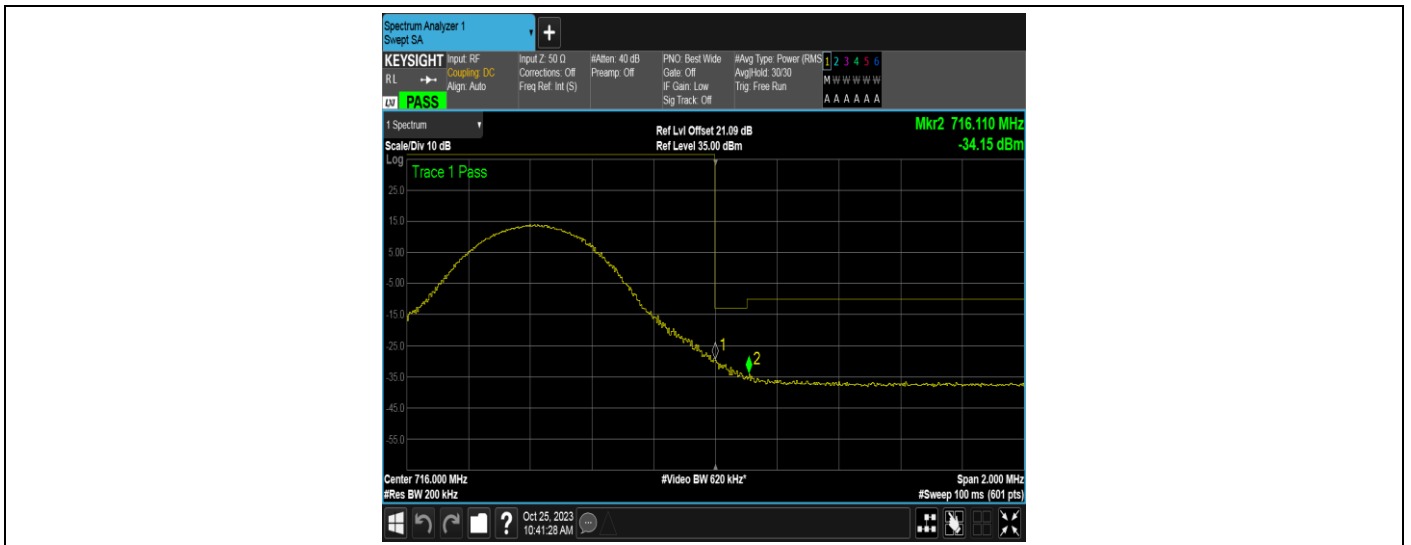 Spectrum Analyzer 1
Swept SA
+
KEYSIGHT Input: RF Input Z: 50 Ω #Atten: 40 dB PNO: Best Wide #Avg Type: Power (RMS 1 2 3 4 5 6
RL Coupling: DC Corrections: Off Preamp: Off Gate: Off Avg|Hold: 30/30 M W W W W W
Align: Auto Freq Ref: Int (S) IF Gain: Low Trig: Free Run
LXI PASS Sig Track: Off A A A A A A
1 Spectrum Ref Lvl Offset 21.09 dB Mkr2 716.110 MHz
Scale/Div 10 dB Ref Level 35.00 dBm -34.15 dBm
Log
Trace 1 Pass
25.0
15.0
5.00
-5.00
-15.0
-25.0
1
2
-35.0
-45.0
-55.0
Center 716.000 MHz #Video BW 620 kHz* Span 2.000 MHz
#Res BW 200 kHz #Sweep 100 ms (601 pts)
? Oct 25, 2023
10:41:28 AM